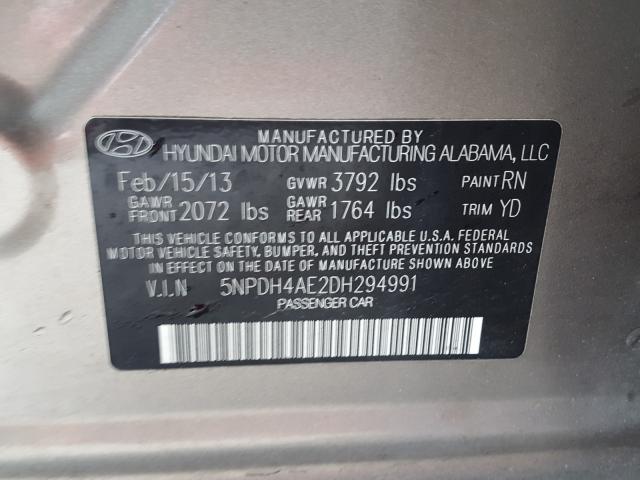 MANUFACTURED BY
HYUNDAI MOTOR MANUFACTURING ALABAMA, LLC
Feb/15/13 GVWR 3792 lbs PAINT RN
GAWR FRONT 2072 lbs GAWR REAR 1764 lbs TRIM YD
THIS VEHICLE CONFORMS TO ALL APPLICABLE U.S.A. FEDERAL
MOTOR VEHICLE SAFETY, BUMPER, AND THEFT PREVENTION STANDARDS
IN EFFECT ON THE DATE OF MANUFACTURE SHOWN ABOVE
V.I.N 5NPDH4AE2DH294991
PASSENGER CAR